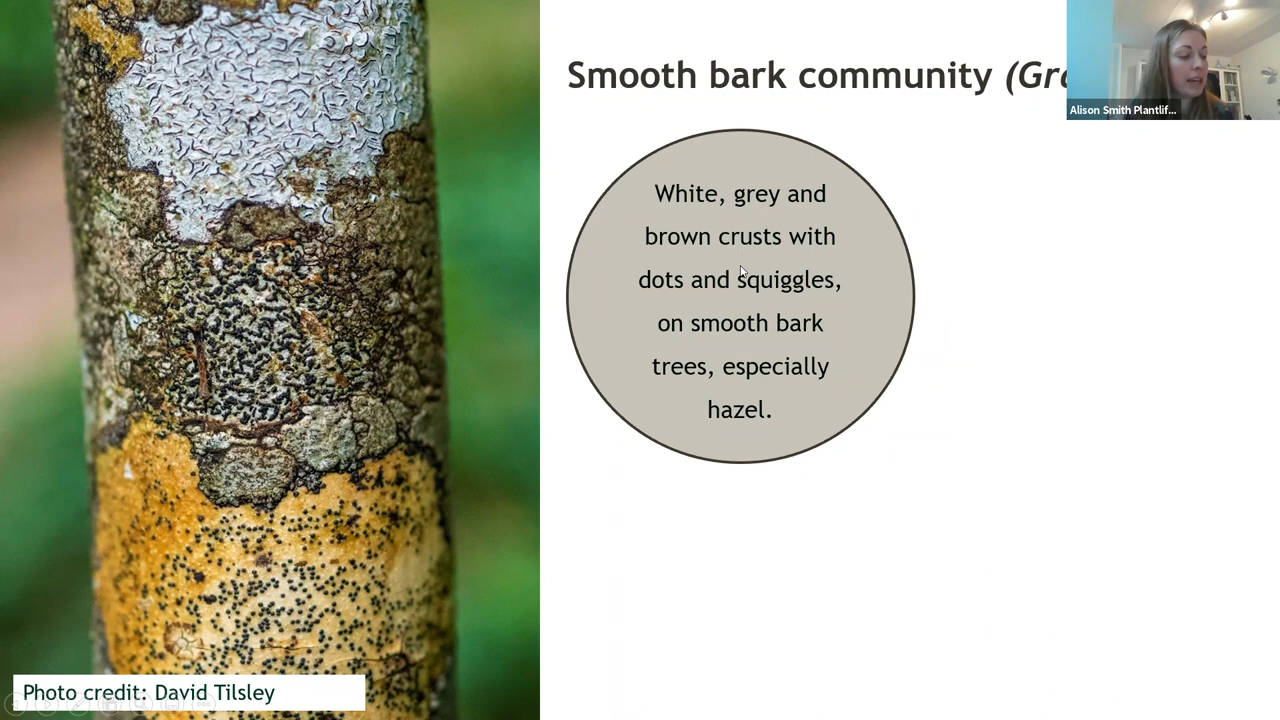 Smooth bark community (Gra
Alison Smith Plantlif...
White, grey and
brown crusts with
dots and squiggles,
on smooth bark
trees, especially
hazel.
Photo credit: David Tilsley